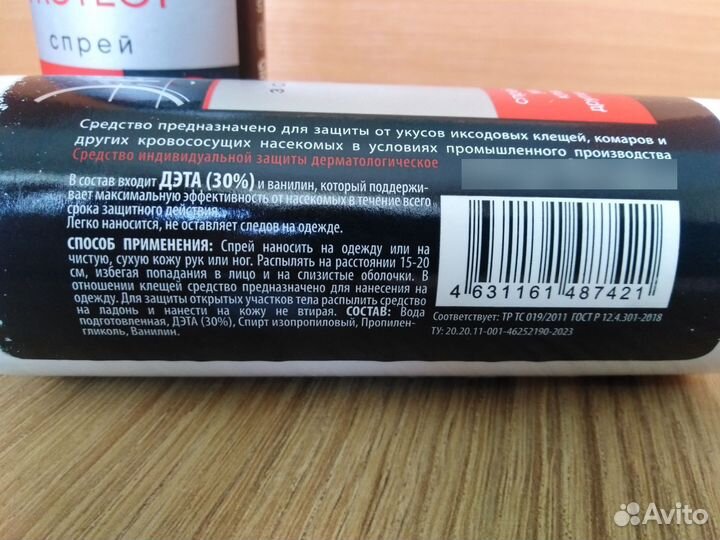 спрей
Средство предназначено для защиты от укусов иксодовых клещей, комаров и
других кровососущих насекомых в условиях промышленного производства
Средство индивидуальной защиты дерматологическое
В состав входит ДЭТА (30%) и ванилин, который поддержи-
вает максимальную эффективность от насекомых в течение всего
срока защитного действия.
Легко наносится, не оставляет следов на одежде.
СПОСОБ ПРИМЕНЕНИЯ: Спрей наносить на одежду или на
чистую, сухую кожу рук или ног. Распылять на расстоянии 15-20
см, избегая попадания в лицо и на слизистые оболочки. В
отношении клещей средство предназначено для нанесения на
одежду. Для защиты открытых участков тела распылить средство
на ладонь и нанести на кожу не втирая. СОСТАВ: Вода
подготовленная, ДЭТА (30%), Спирт изопропиловый, Пропилен-
гликоль, Ванилин.
4 631161 487421
Соответствует: ТР ТС 019/2011 ГОСТ Р 12.4.301-2018
ТУ: 20.20.11-001-46252190-2023
Avito